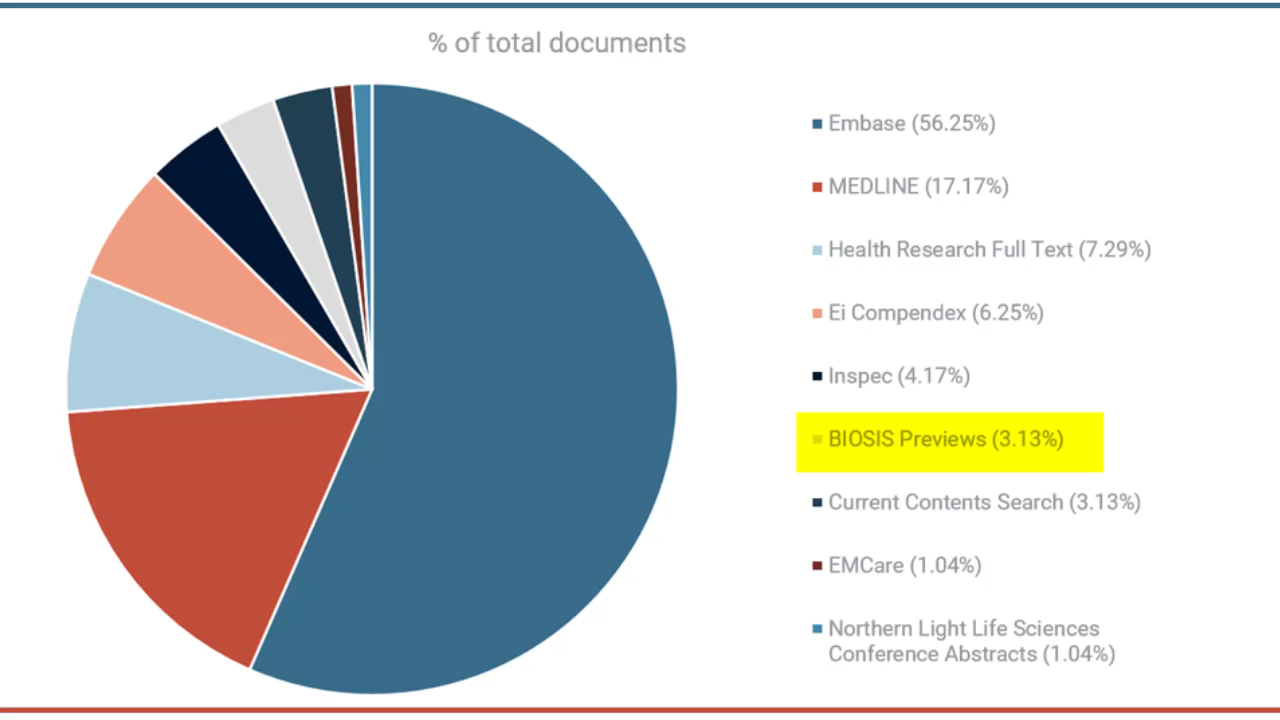 % of total documents
Embase (56.25%)
MEDLINE (17.17%)
Health Research Full Text (7.29%)
Ei Compendex (6.25%)
Inspec (4.17%)
BIOSIS Previews (3.13%)
Current Contents Search (3.13%)
EMCare (1.04%)
Northern Light Life Sciences
Conference Abstracts (1.04%)